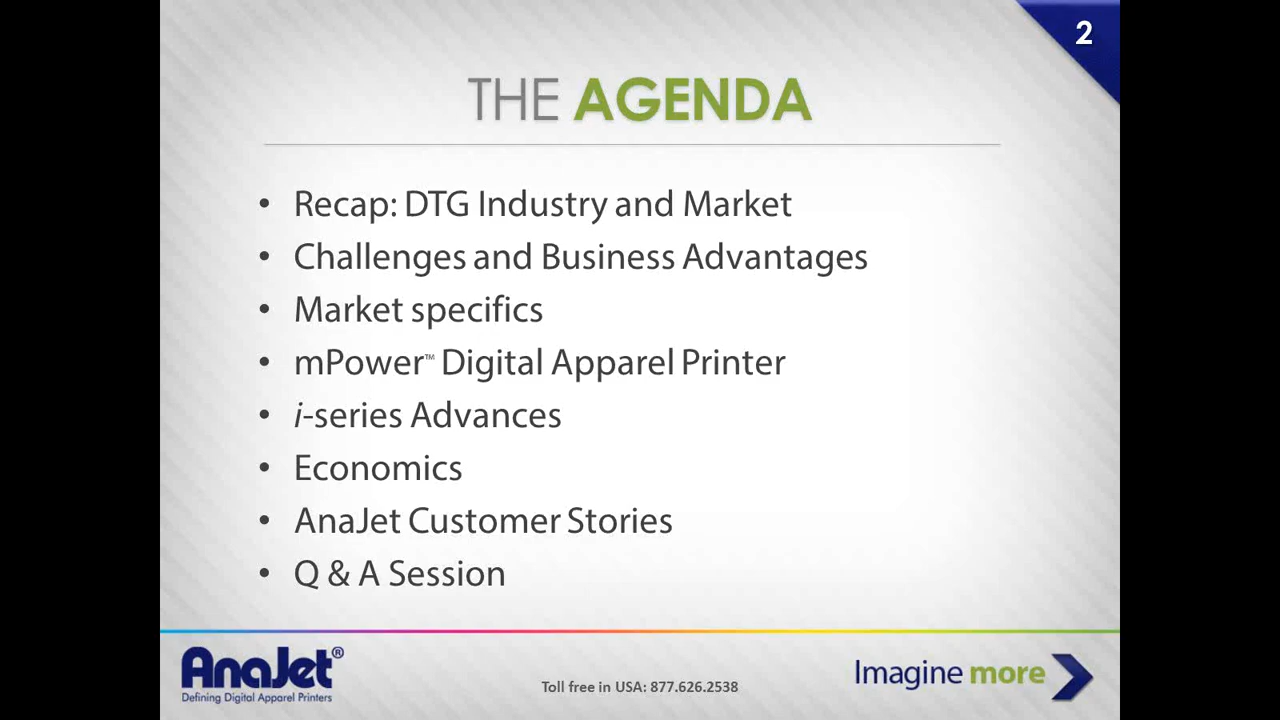 2
THE AGENDA
• Recap: DTG Industry and Market
• Challenges and Business Advantages
• Market specifics
• mPower™ Digital Apparel Printer
• i-series Advances
• Economics
• AnaJet Customer Stories
• Q & A Session
AnaJet®
Defining Digital Apparel Printers
Toll free in USA: 877.626.2538
Imagine more